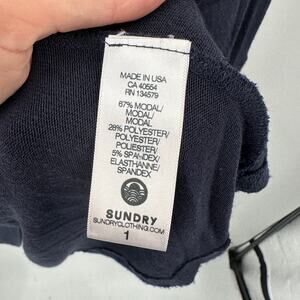 MADE IN USA
CA 40554
RN 134579
67% MODAL/
MODAL/
MODAL
28% POLYESTER/
POLYESTER/
POLIESTER/
5% SPANDEX/
ELASTHANNE/
SPANDEX
SUNDRY
SUNDRYCLOTHING.COM
1